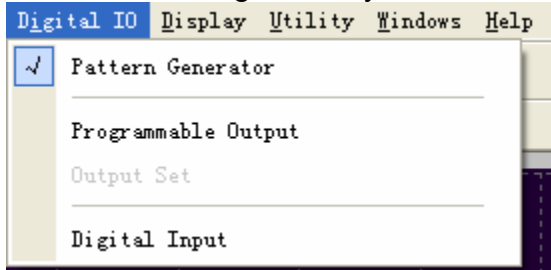 Digital IO Display Utility Windows Help
Pattern Generator
Programmable Output
Output Set
Digital Input